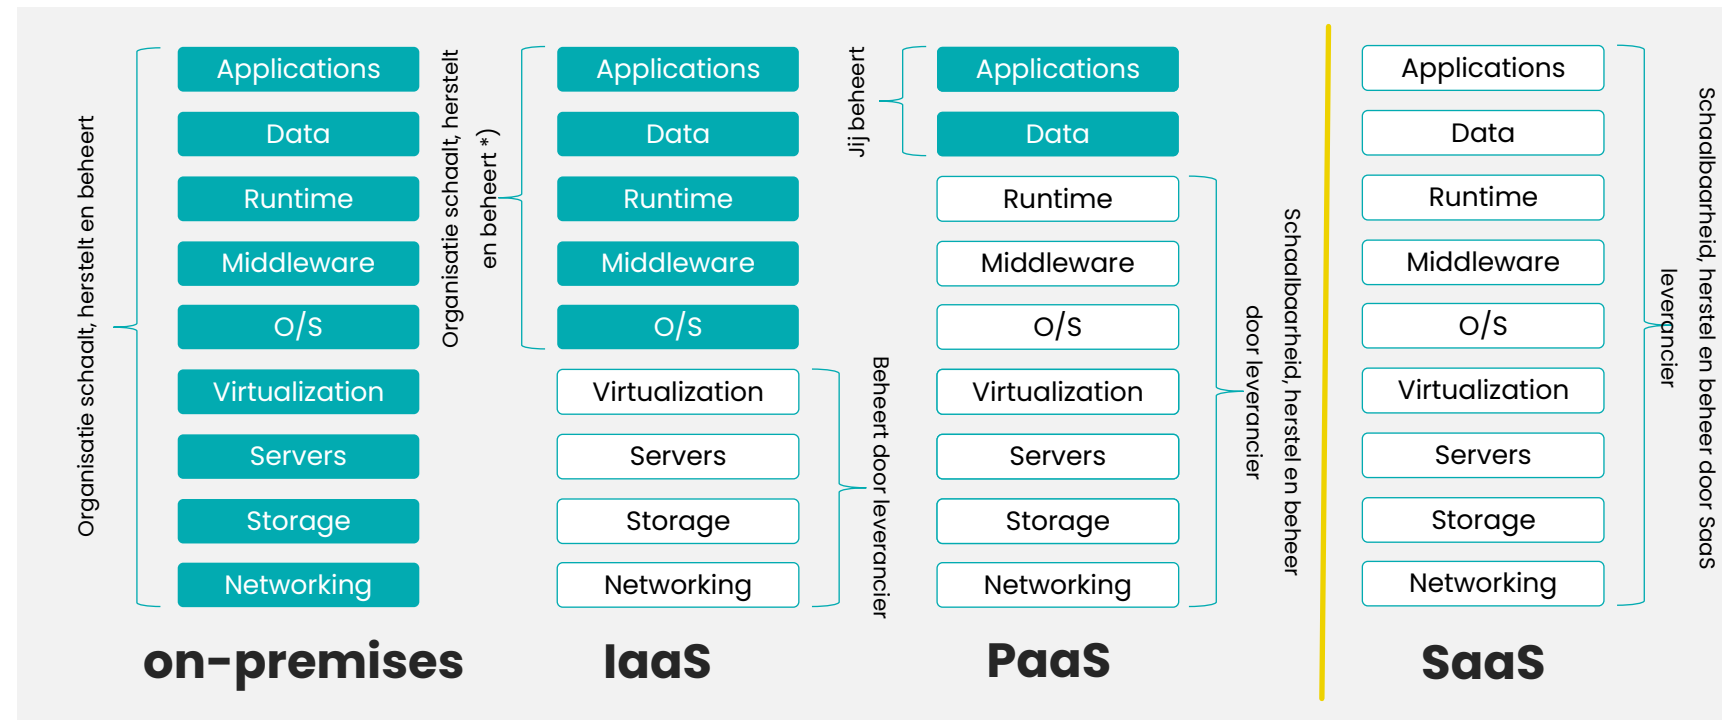 Organisatie schaalt, herstelt en beheert
Applications
Data
Runtime
Middleware
O/S
Virtualization
Servers
Storage
Networking
on-premises
Organisatie schaalt, herstelt
en beheert *)
Applications
Data
Runtime
Middleware
O/S
Virtualization
Servers
Storage
Networking
Beheert door leverancier
IaaS
Jij beheert
Applications
Data
Runtime
Middleware
O/S
Virtualization
Servers
Storage
Networking
Schaalbaarheid, herstel en beheer
door leverancier
PaaS
Applications
Data
Runtime
Middleware
O/S
Virtualization
Servers
Storage
Networking
Schaalbaarheid, herstel en beheer door SaaS
leverancier
SaaS